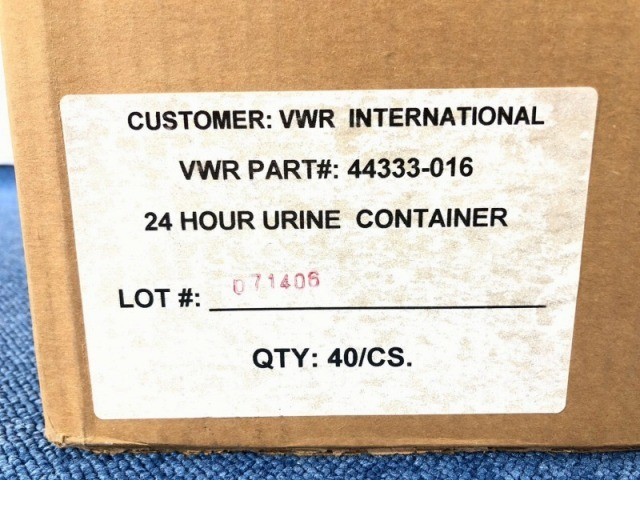 CUSTOMER: VWR INTERNATIONAL
VWR PART#: 44333-016
24 HOUR URINE CONTAINER
LOT #: 071406
QTY: 40/CS.